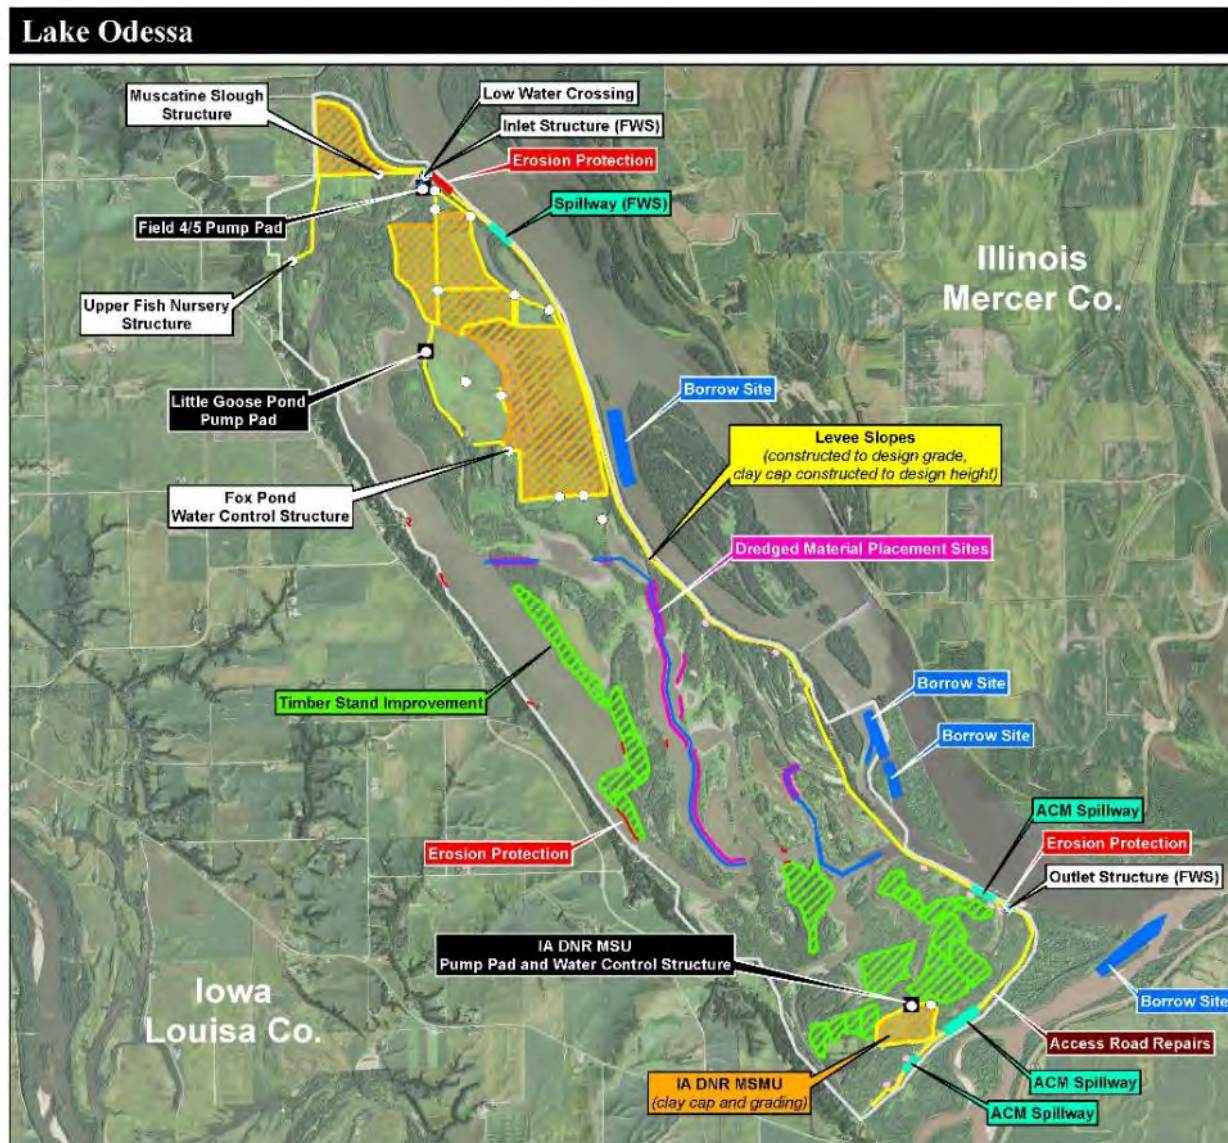 Lake Odessa
Muscatine Slough
Structure
Low Water Crossing
Inlet Structure (FWS)
Erosion Protection
Field 4/5 Pump Pad
Spillway (FWS)
Illinois
Mercer Co.
Upper Fish Nursery
Structure
Little Goose Pond
Pump Pad
Borrow Site
Levee Slopes
(constructed to design grade,
clay cap constructed to design height)
Fox Pond
Water Control Structure
Dredged Material Placement Sites
Timber Stand Improvement
Borrow Site
Borrow Site
ACM Spillway
Erosion Protection
Erosion Protection
Outlet Structure (FWS)
IA DNR MSU
Pump Pad and Water Control Structure
Iowa
Louisa Co.
Borrow Site
Access Road Repairs
IA DNR MSMU
(clay cap and grading)
ACM Spillway
ACM Spillway